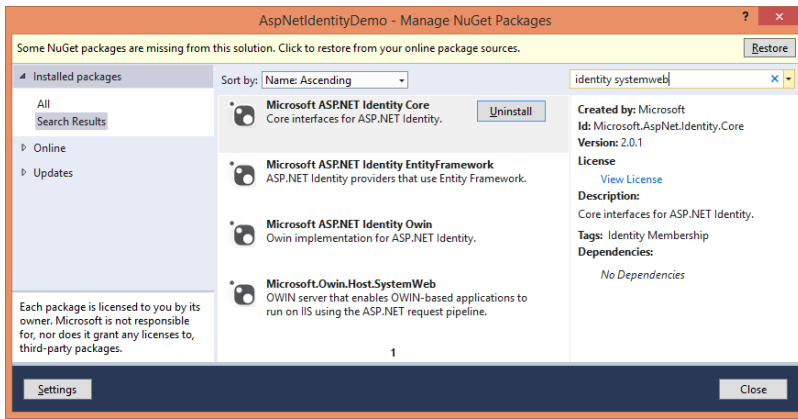 AspNetIdentityDemo - Manage NuGet Packages
?
Some NuGet packages are missing from this solution. Click to restore from your online package sources.
Restore
Installed packages
All
Search Results
Online
Updates
Each package is licensed to you by its
owner. Microsoft is not responsible
for, nor does it grant any licenses to,
third-party packages.
Sort by: Name: Ascending
Microsoft ASP.NET Identity Core
Core interfaces for ASP.NET Identity.
Uninstall
Microsoft ASP.NET Identity EntityFramework
ASP.NET Identity providers that use Entity Framework.
Microsoft ASP.NET Identity Owin
Owin implementation for ASP.NET Identity.
Microsoft.Owin.Host.SystemWeb
OWIN server that enables OWIN-based applications to
run on IIS using the ASP.NET request pipeline.
1
identity systemweb
Created by: Microsoft
Id: Microsoft.AspNet.Identity.Core
Version: 2.0.1
License
View License
Description:
Core interfaces for ASP.NET Identity.
Tags: Identity Membership
Dependencies:
No Dependencies
Settings
Close